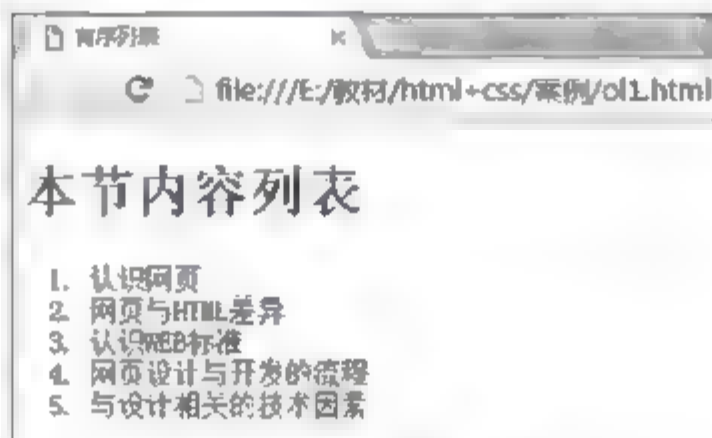 有序列表
file:///E:/教材/html+css/案例/ol1.html
本节内容列表
1. 认识网页
2. 网页与HTML差异
3. 认识WEB标准
4. 网页设计与开发的流程
5. 与设计相关的技术因素